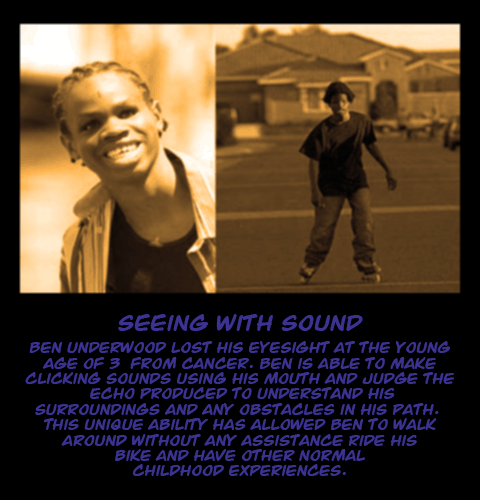 SEEING WITH SOUND
BEN UNDERWOOD LOST HIS EYESIGHT AT THE YOUNG
AGE OF 3 FROM CANCER. BEN IS ABLE TO MAKE
CLICKING SOUNDS USING HIS MOUTH AND JUDGE THE
ECHO PRODUCED TO UNDERSTAND HIS
SURROUNDINGS AND ANY OBSTACLES IN HIS PATH.
THIS UNIQUE ABILITY HAS ALLOWED BEN TO WALK
AROUND WITHOUT ANY ASSISTANCE RIDE HIS
BIKE AND HAVE OTHER NORMAL
CHILDHOOD EXPERIENCES.